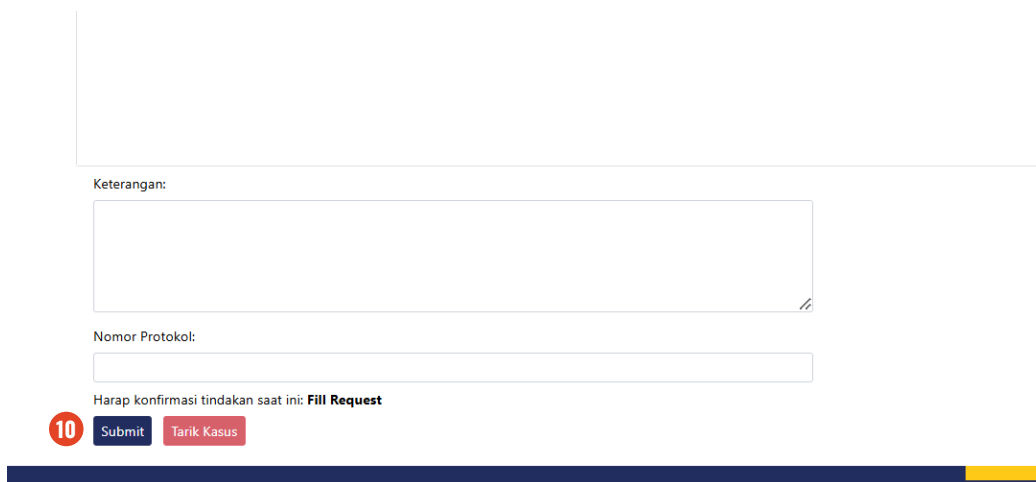 Keterangan:
Nomor Protokol:
Harap konfirmasi tindakan saat ini: Fill Request
10 Submit Tarik Kasus